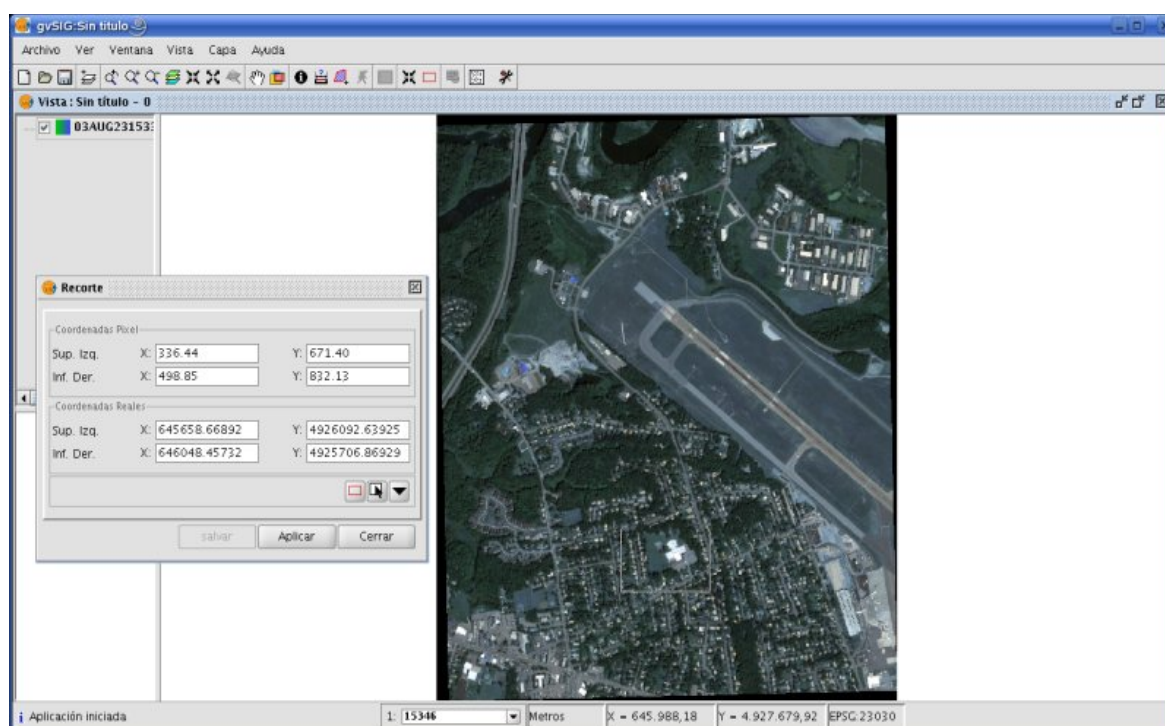 gvSIG:Sin titulo
Archivo Ver Ventana Vista Capa Ayuda
Vista : Sin título - 0
03AUG23153
Recorte
Coordenadas Pixel
Sup. Izq. X: 336.44 Y: 671.40
Inf. Der. X: 498.85 Y: 832.13
Coordenadas Reales
Sup. Izq. X: 645658.66892 Y: 4926092.63925
Inf. Der. X: 646048.45732 Y: 4925706.86929
salvar Aplicar Cerrar
Aplicación iniciada 1: 15346 Metros X = 645.988,18 Y = 4.927.679,92 EPSG:23030